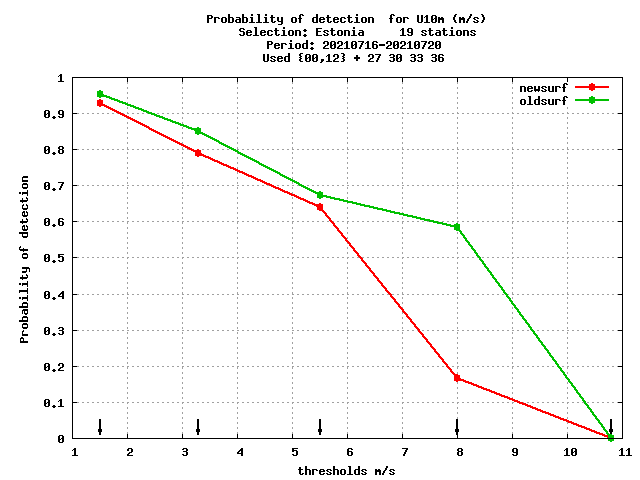 Probability of detection  for U10m (m/s)
Selection: Estonia     19 stations
Period: 20210716-20210720
Used {00,12} + 27 30 33 36
newsurf
oldsurf
1
0.9
0.8
0.7
0.6
0.5
0.4
0.3
0.2
0.1
0
Probability of detection
1 2 3 4 5 6 7 8 9 10 11
thresholds m/s